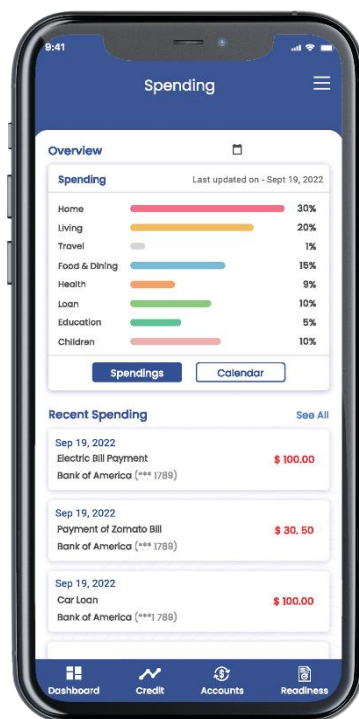 9:41
Spending
Overview
Spending Last updated on - Sept 19, 2022
Home 30%
Living 20%
Travel 1%
Food & Dining 15%
Health 9%
Loan 10%
Education 5%
Children 10%
Spendings Calendar
Recent Spending See All
Sep 19, 2022
Electric Bill Payment $ 100.00
Bank of America (*** 1789)
Sep 19, 2022
Payment of Zomato Bill $ 30, 50
Bank of America (*** 1789)
Sep 19, 2022
Car Loan $ 100.00
Bank of America (***1 789)
Dashboard Credit Accounts Readiness